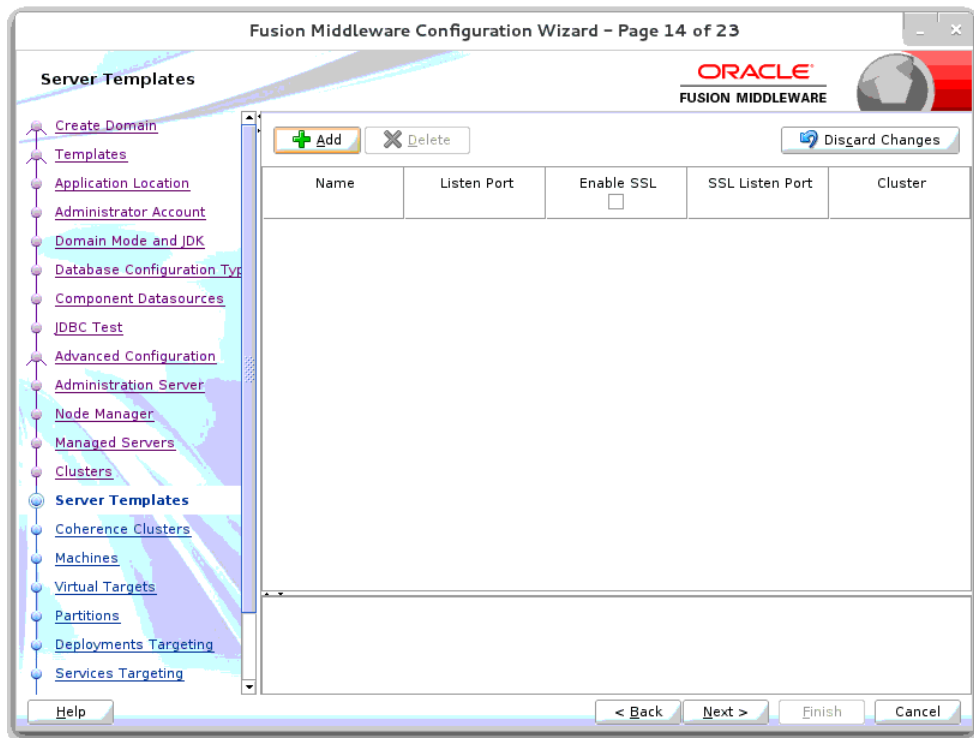 Fusion Middleware Configuration Wizard - Page 14 of 23
Server Templates
ORACLE
FUSION MIDDLEWARE
Create Domain
Templates
Application Location
Administrator Account
Domain Mode and JDK
Database Configuration Typ
Component Datasources
JDBC Test
Advanced Configuration
Administration Server
Node Manager
Managed Servers
Clusters
Server Templates
Coherence Clusters
Machines
Virtual Targets
Partitions
Deployments Targeting
Services Targeting
Add Delete Discard Changes
Name Listen Port Enable SSL SSL Listen Port Cluster
Help < Back Next > Finish Cancel